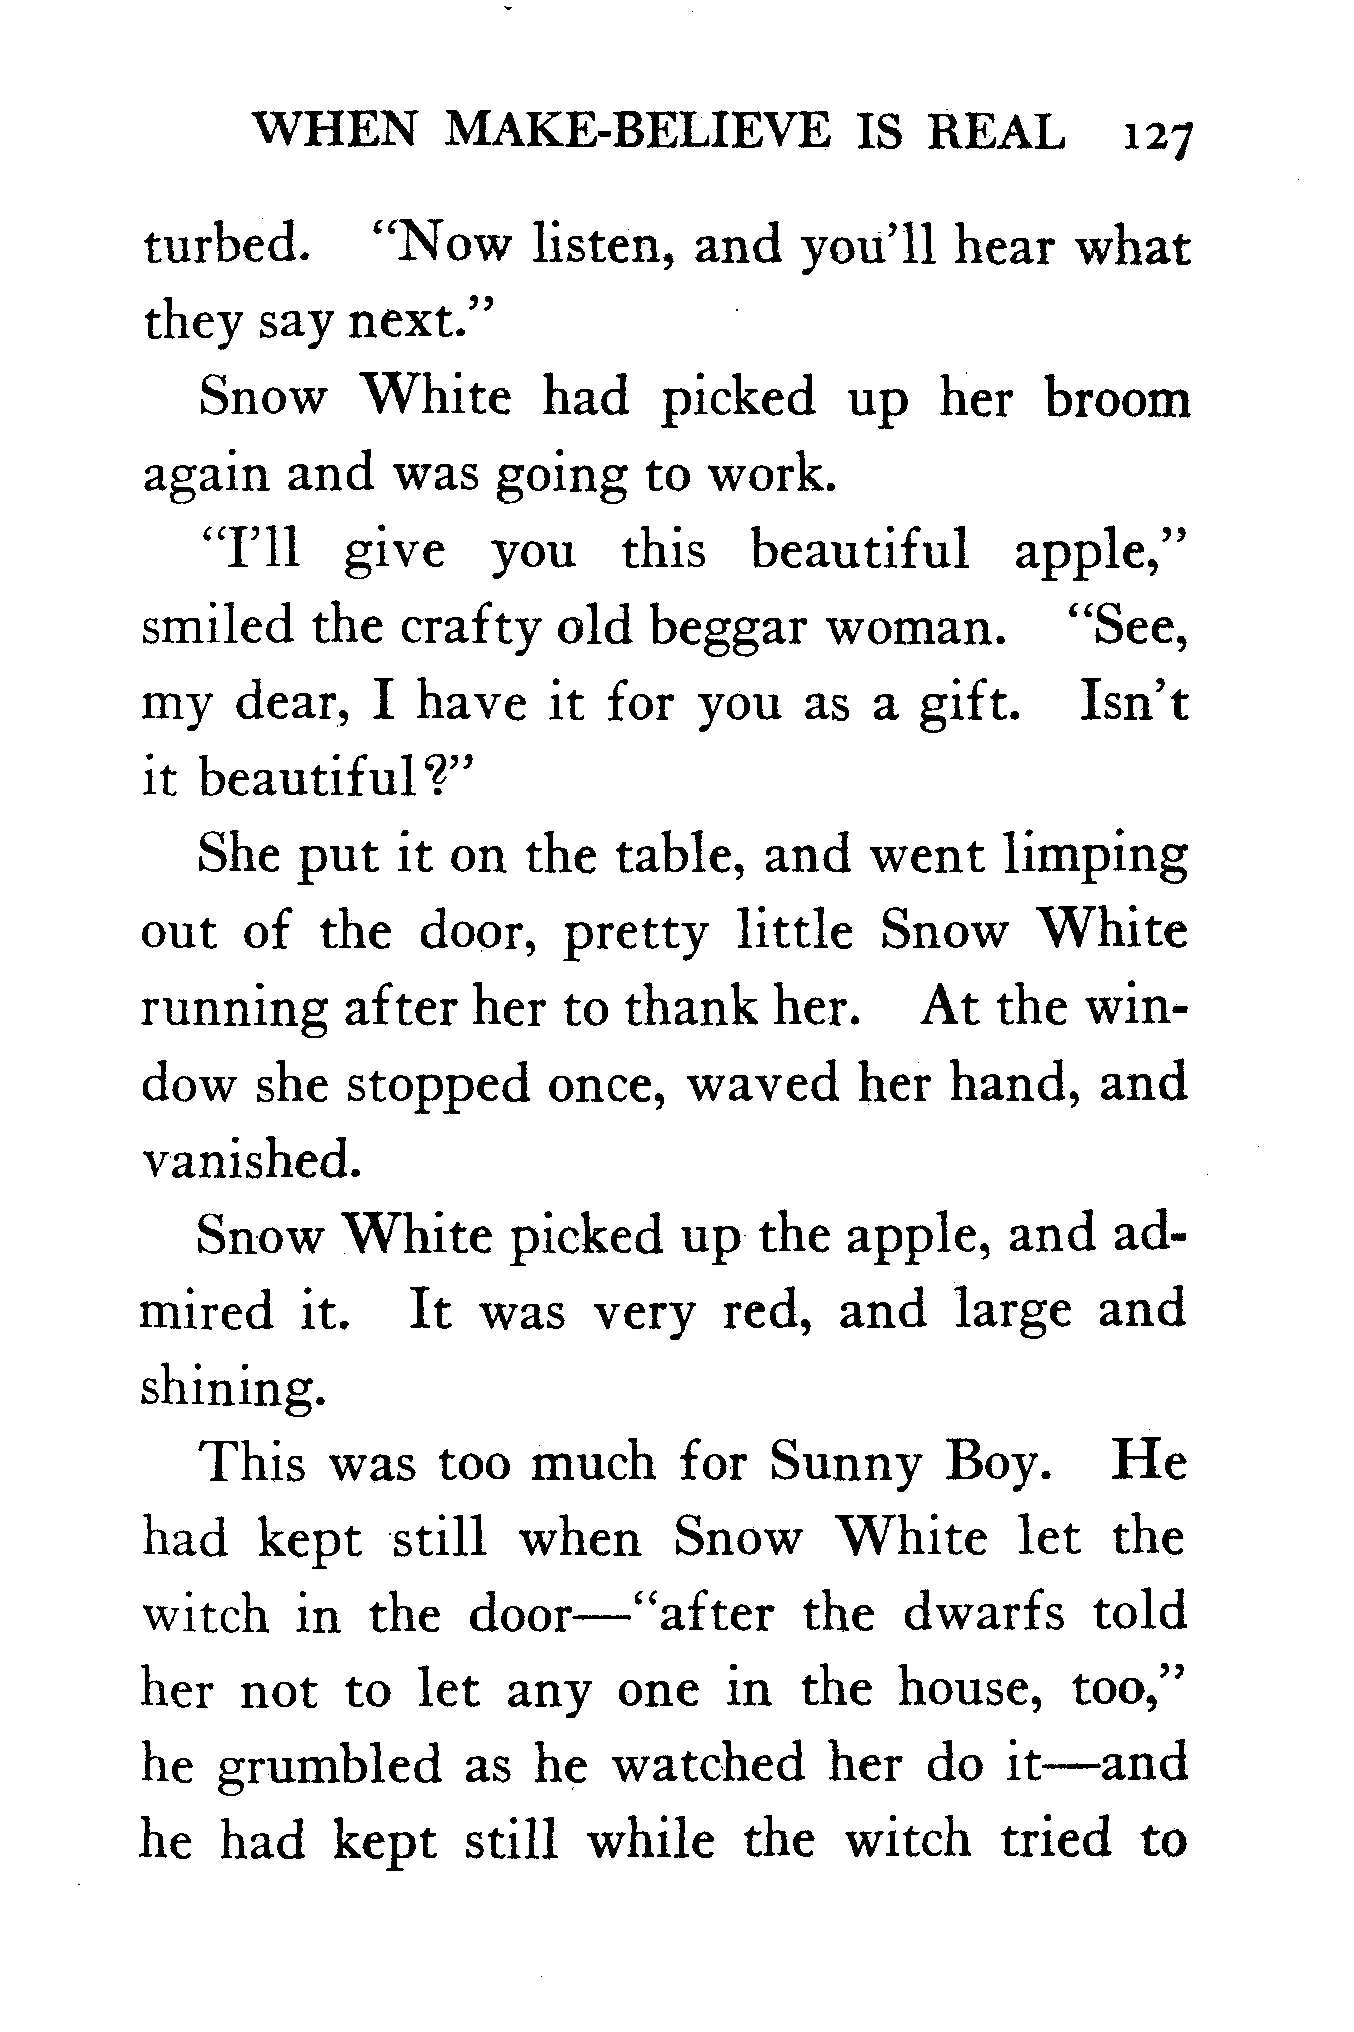 WHEN MAKE-BELIEVE IS REAL 127
turbed. "Now listen, and you'll hear what
they say next."
Snow White had picked up her broom
again and was going to work.
"I'll give you this beautiful apple,"
smiled the crafty old beggar woman. "See,
my dear, I have it for you as a gift. Isn't
it beautiful?"
She put it on the table, and went limping
out of the door, pretty little Snow White
running after her to thank her. At the win-
dow she stopped once, waved her hand, and
vanished.
Snow White picked up the apple, and ad-
mired it. It was very red, and large and
shining.
This was too much for Sunny Boy. He
had kept still when Snow White let the
witch in the door—"after the dwarfs told
her not to let any one in the house, too,"
he grumbled as he watched her do it—and
he had kept still while the witch tried to